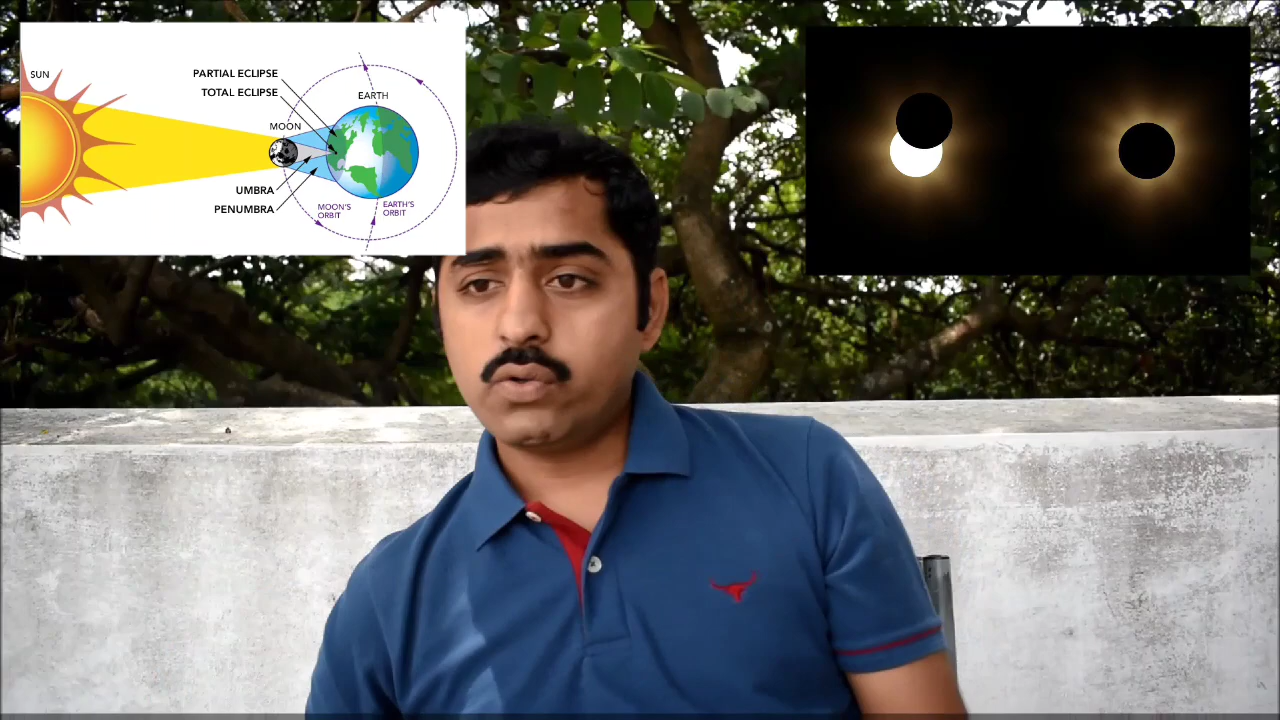 SUN
PARTIAL ECLIPSE
TOTAL ECLIPSE
EARTH
MOON
UMBRA
PENUMBRA
MOON'S
ORBIT
EARTH'S
ORBIT